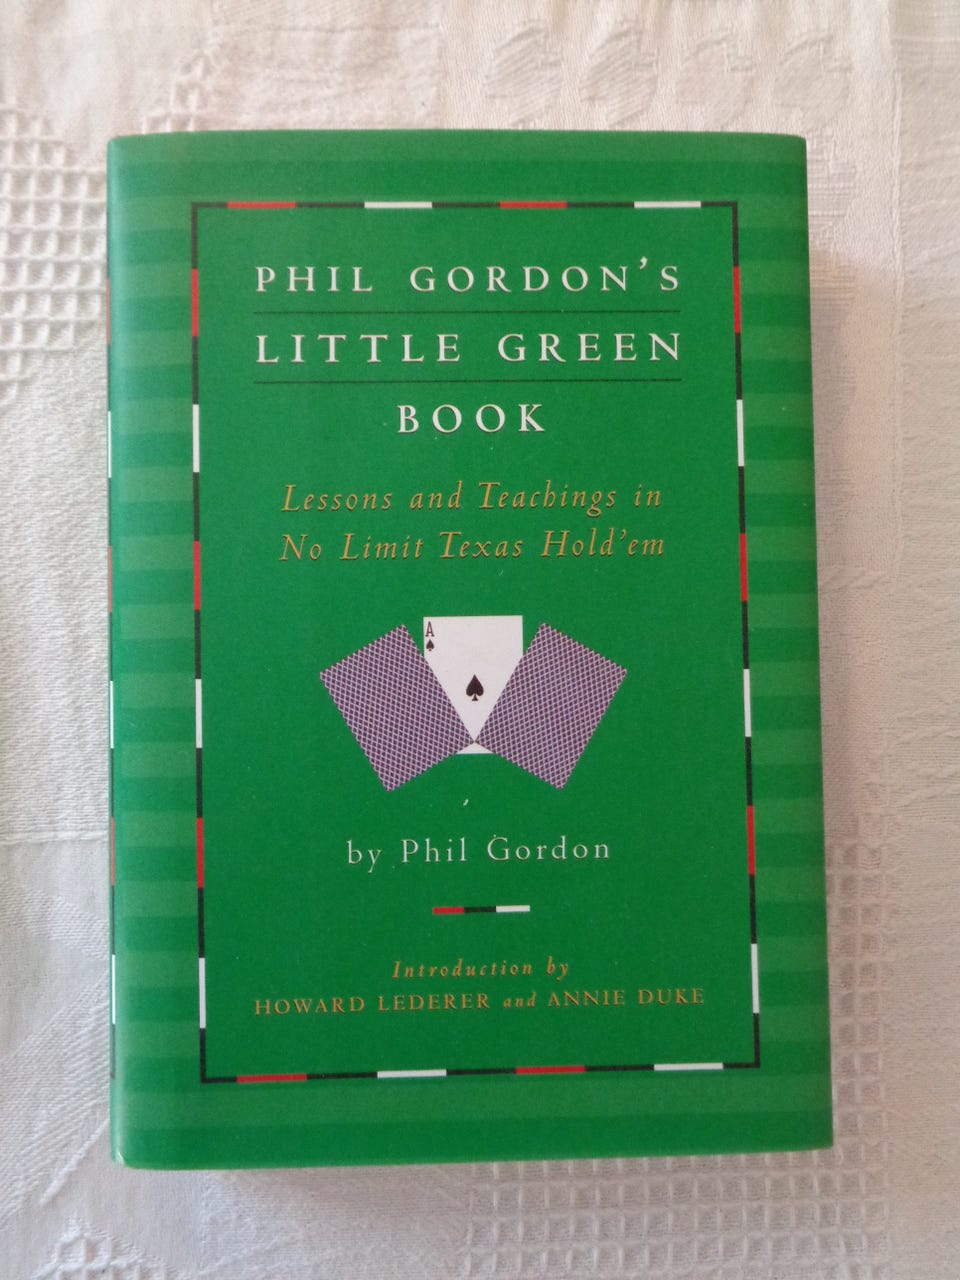 PHIL GORDON'S
LITTLE GREEN
BOOK
Lessons and Teachings in
No Limit Texas Hold'em
A
by Phil Gordon
Introduction by
HOWARD LEDERER and ANNIE DUKE